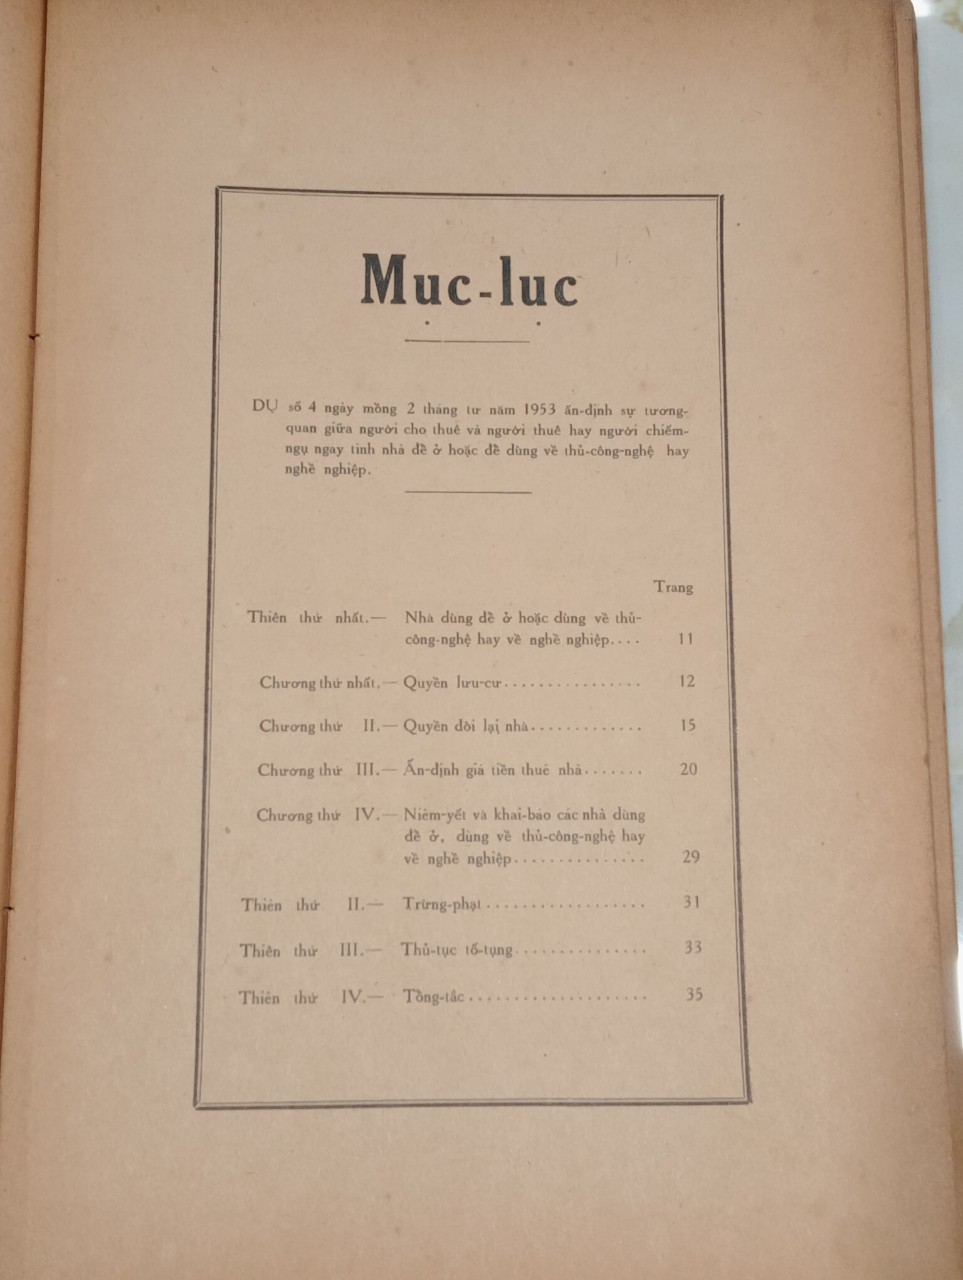 Mục-lục
DỤ số 4 ngày mồng 2 tháng tư năm 1953 ấn-định sự tương-
quan giữa người cho thuê và người thuê hay người chiếm-
ngụ ngay tình nhà để ở hoặc để dùng về thủ-công-nghệ hay
nghề nghiệp.
Trang
Thiên thứ nhất.— Nhà dùng để ở hoặc dùng về thủ-
công-nghệ hay về nghề nghiệp.... 11
Chương thứ nhất.— Quyền lưu-cư................ 12
Chương thứ II.— Quyền đòi lại nhà............. 15
Chương thứ III.— Ấn-định giá tiền thuê nhà....... 20
Chương thứ IV.— Niêm-yết và khai-báo các nhà dùng
để ở, dùng về thủ-công-nghệ hay
về nghề nghiệp............... 29
Thiên thứ II.— Trừng-phạt.................. 31
Thiên thứ III.— Thủ-tục tố-tụng............... 33
Thiên thứ IV.— Tổng-tắc.................... 35